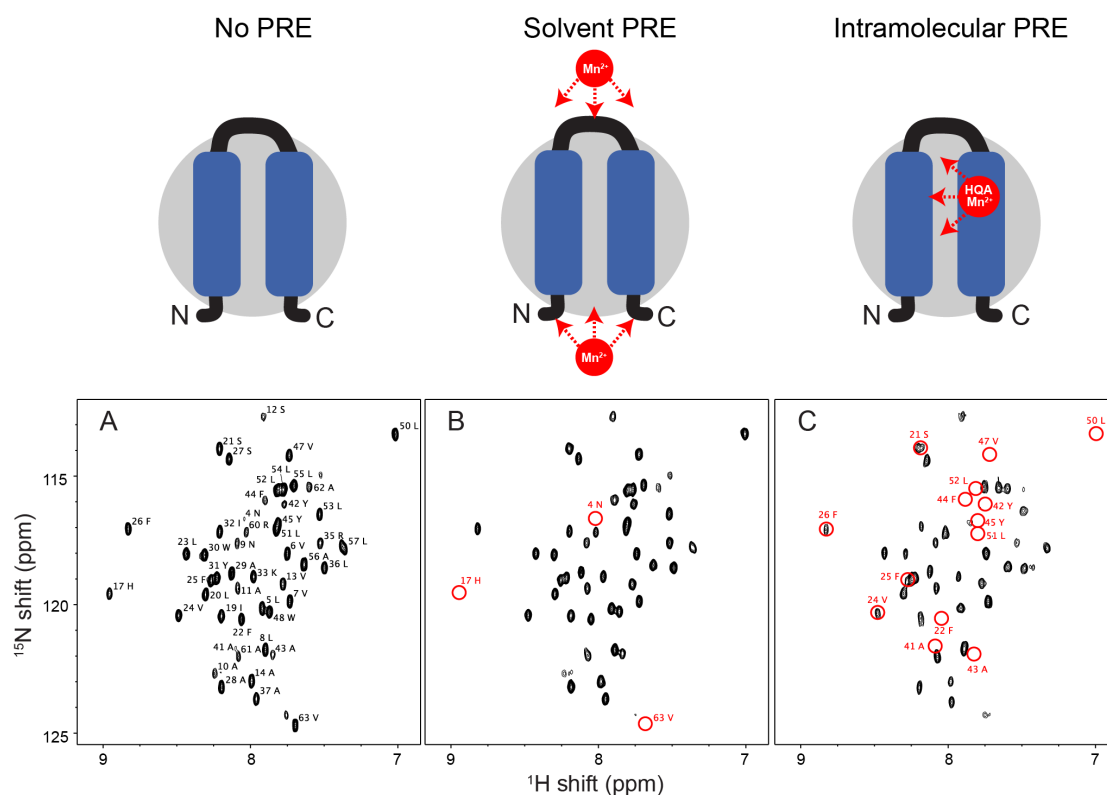 No PRE
Solvent PRE
Intramolecular PRE
Mn²⁺
HQA
Mn²⁺
N
C
N
C
N
C
Mn²⁺
A
12 S
21 S
27 S
47 V
50 L
54 L
52 L
55 L
62 A
44 F
42 Y
4 N
45 Y
53 L
26 F
32 I
60 R
51 L
35 R
57 L
9 N
23 L
30 W
6 V
56 A
36 L
31 Y
29 A
33 K
25 F
13 V
17 H
20 L
11 A
7 V
5 L
24 V
19 I
48 W
22 F
8 L
41 A
61 A
43 A
10 A
14 A
28 A
37 A
63 V
B
4 N
17 H
63 V
C
50 L
21 S
47 V
52 L
44 F
42 Y
26 F
45 Y
51 L
25 F
24 V
22 F
41 A
43 A
115
120
125
¹⁵N shift (ppm)
9
8
7
9
8
7
9
8
7
¹H shift (ppm)